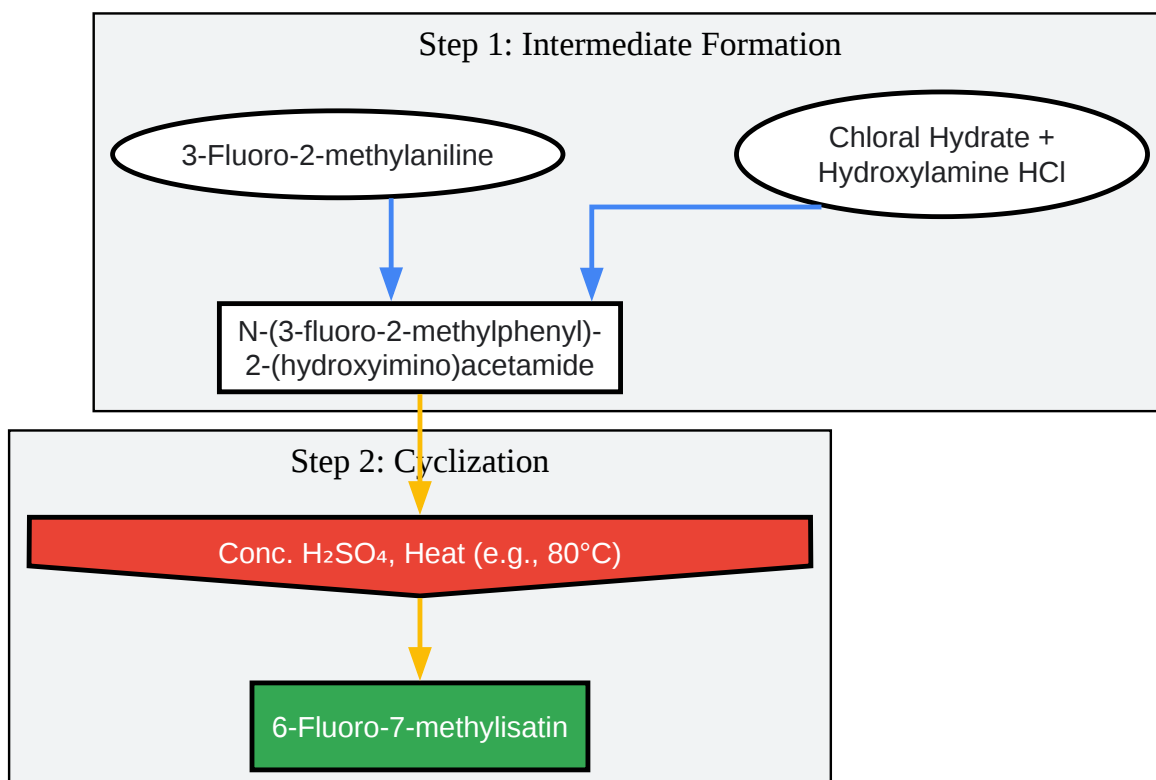 Step 1: Intermediate Formation
3-Fluoro-2-methylaniline
Chloral Hydrate +
Hydroxylamine HCl
N-(3-fluoro-2-methylphenyl)-
2-(hydroxyimino)acetamide
Step 2: Cyclization
Conc. H₂SO₄, Heat (e.g., 80°C)
6-Fluoro-7-methylisatin